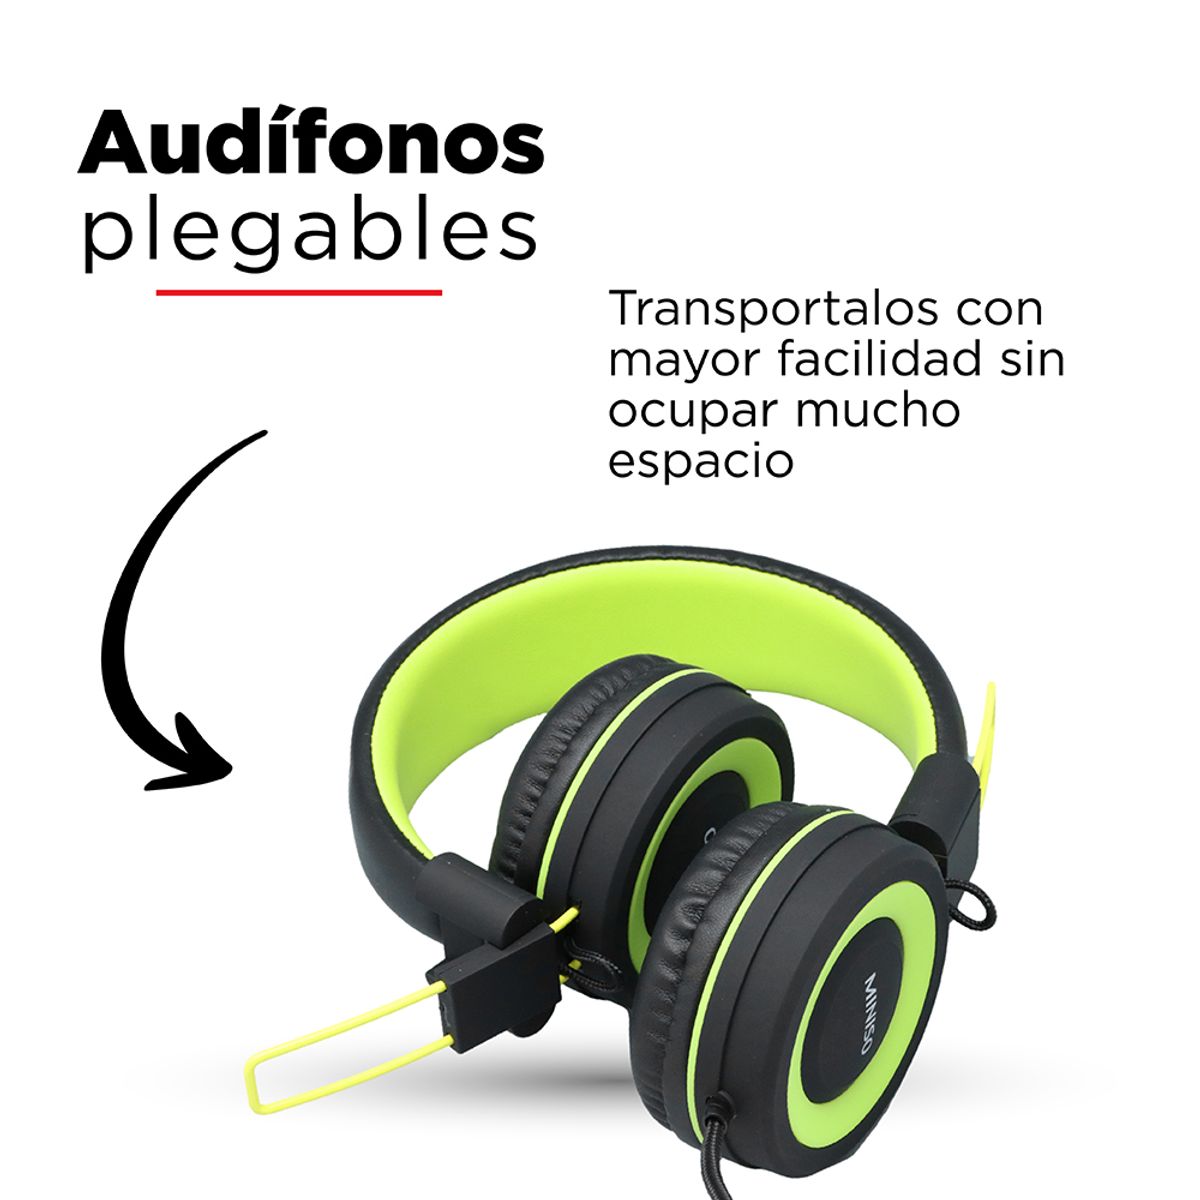 Audífonos
plegables
Transportalos con
mayor facilidad sin
ocupar mucho
espacio
MINISO